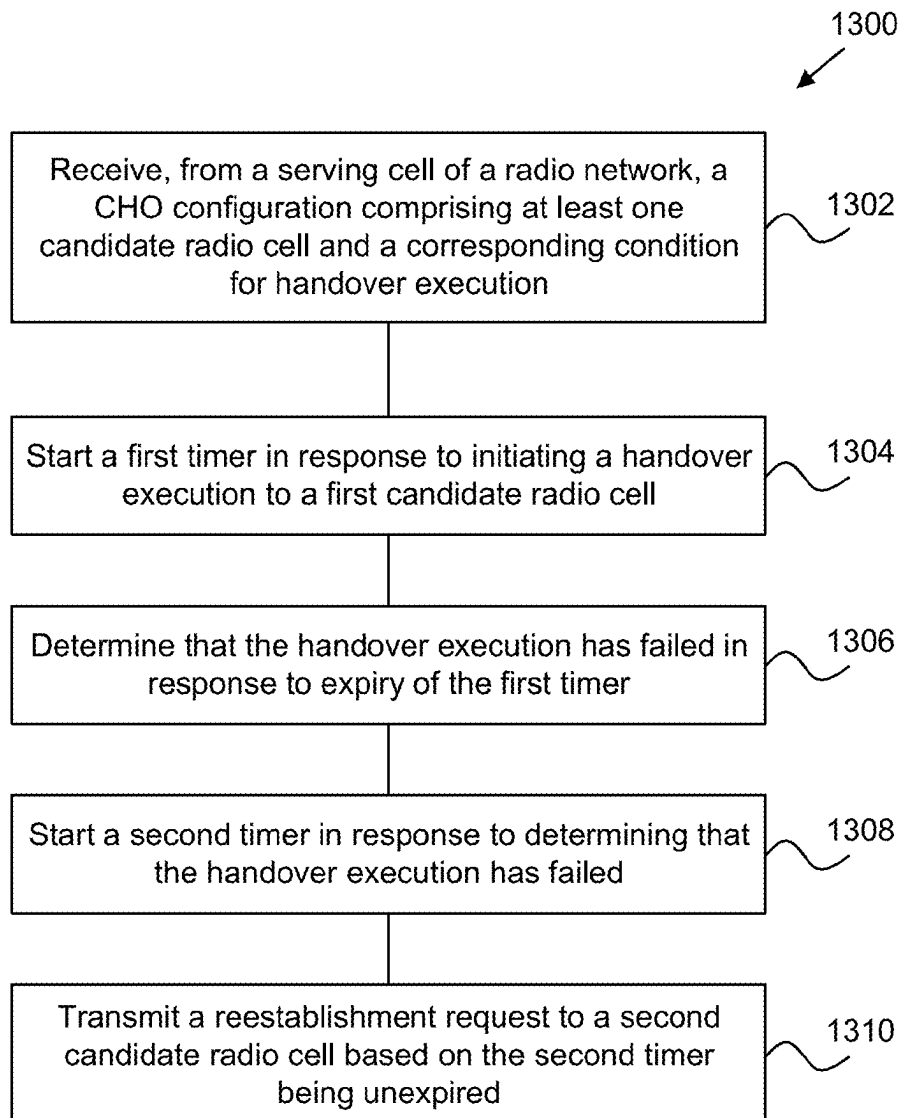 1300
Receive, from a serving cell of a radio network, a
CHO configuration comprising at least one
candidate radio cell and a corresponding condition
for handover execution
1302
Start a first timer in response to initiating a handover
execution to a first candidate radio cell
1304
Determine that the handover execution has failed in
response to expiry of the first timer
1306
Start a second timer in response to determining that
the handover execution has failed
1308
Transmit a reestablishment request to a second
candidate radio cell based on the second timer
being unexpired
1310